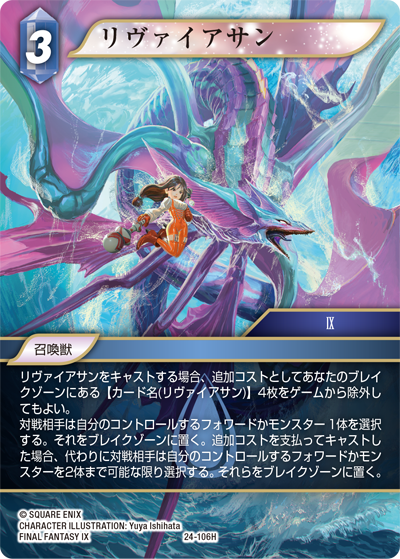 3
リヴァイアサン
IX
召喚獣
リヴァイアサンをキャストする場合、追加コストとしてあなたのブレイ
クゾーンにある【カード名(リヴァイアサン)】4枚をゲームから除外し
てもよい。
対戦相手は自分のコントロールするフォワードかモンスター 1体を選択
する。それをブレイクゾーンに置く。追加コストを支払ってキャストし
た場合、代わりに対戦相手は自分のコントロールするフォワードかモン
スターを2体まで可能な限り選択する。それらをブレイクゾーンに置く。
© SQUARE ENIX
CHARACTER ILLUSTRATION: Yuya Ishihata
FINAL FANTASY IX
24-106H